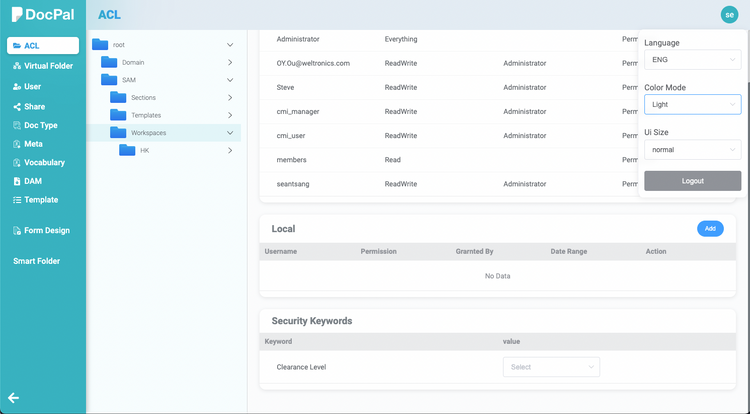 DocPal
ACL
se
ACL
Virtual Folder
User
Share
Doc Type
Meta
Vocabulary
DAM
Template
Form Design
Smart Folder
root
Domain
SAM
Sections
Templates
Workspaces
HK
Administrator Everything Perm
OY.Ou@weltronics.com ReadWrite Administrator Perm
Steve ReadWrite Administrator Perm
cmi_manager ReadWrite Administrator Perm
cmi_user ReadWrite Administrator Perm
members Read Perm
seantsang ReadWrite Administrator Perm
Language
ENG
Color Mode
Light
Ui Size
normal
Logout
Local
Add
Username Permission Grarnted By Date Range Action
No Data
Security Keywords
Keyword value
Clearance Level Select